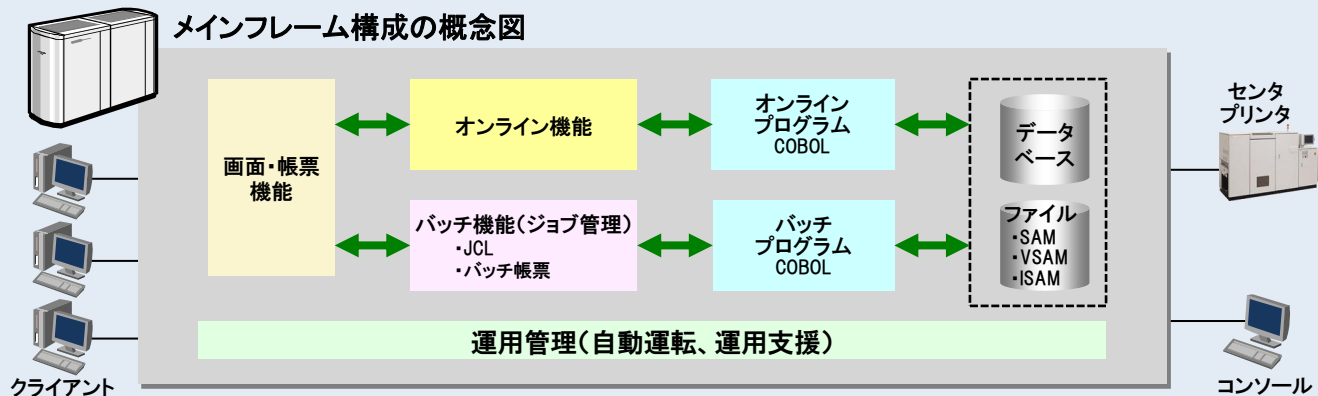 メインフレーム構成の概念図
画面・帳票
機能
オンライン機能
オンライン
プログラム
COBOL
データ
ベース
バッチ機能(ジョブ管理)
・JCL
・バッチ帳票
バッチ
プログラム
COBOL
ファイル
・SAM
・VSAM
・ISAM
運用管理(自動運転、運用支援)
クライアント
センタ
プリンタ
コンソール